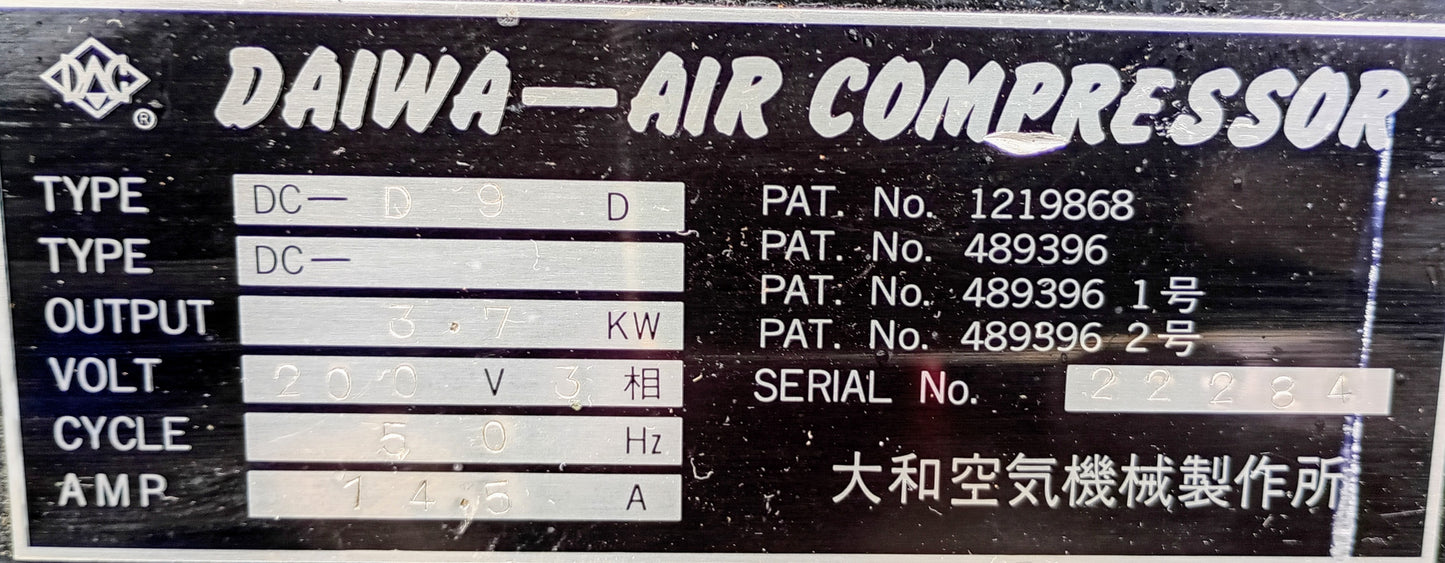 DAIWA—AIR COMPRESSOR
®
TYPE DC— D 9 D
TYPE DC—
OUTPUT 3.7 KW
VOLT 200 V 3相
CYCLE 50 Hz
AMP 14.5 A
PAT. No. 1219868
PAT. No. 489396
PAT. No. 489396 1号
PAT. No. 489396 2号
SERIAL No. 22284
大和空気機械製作所